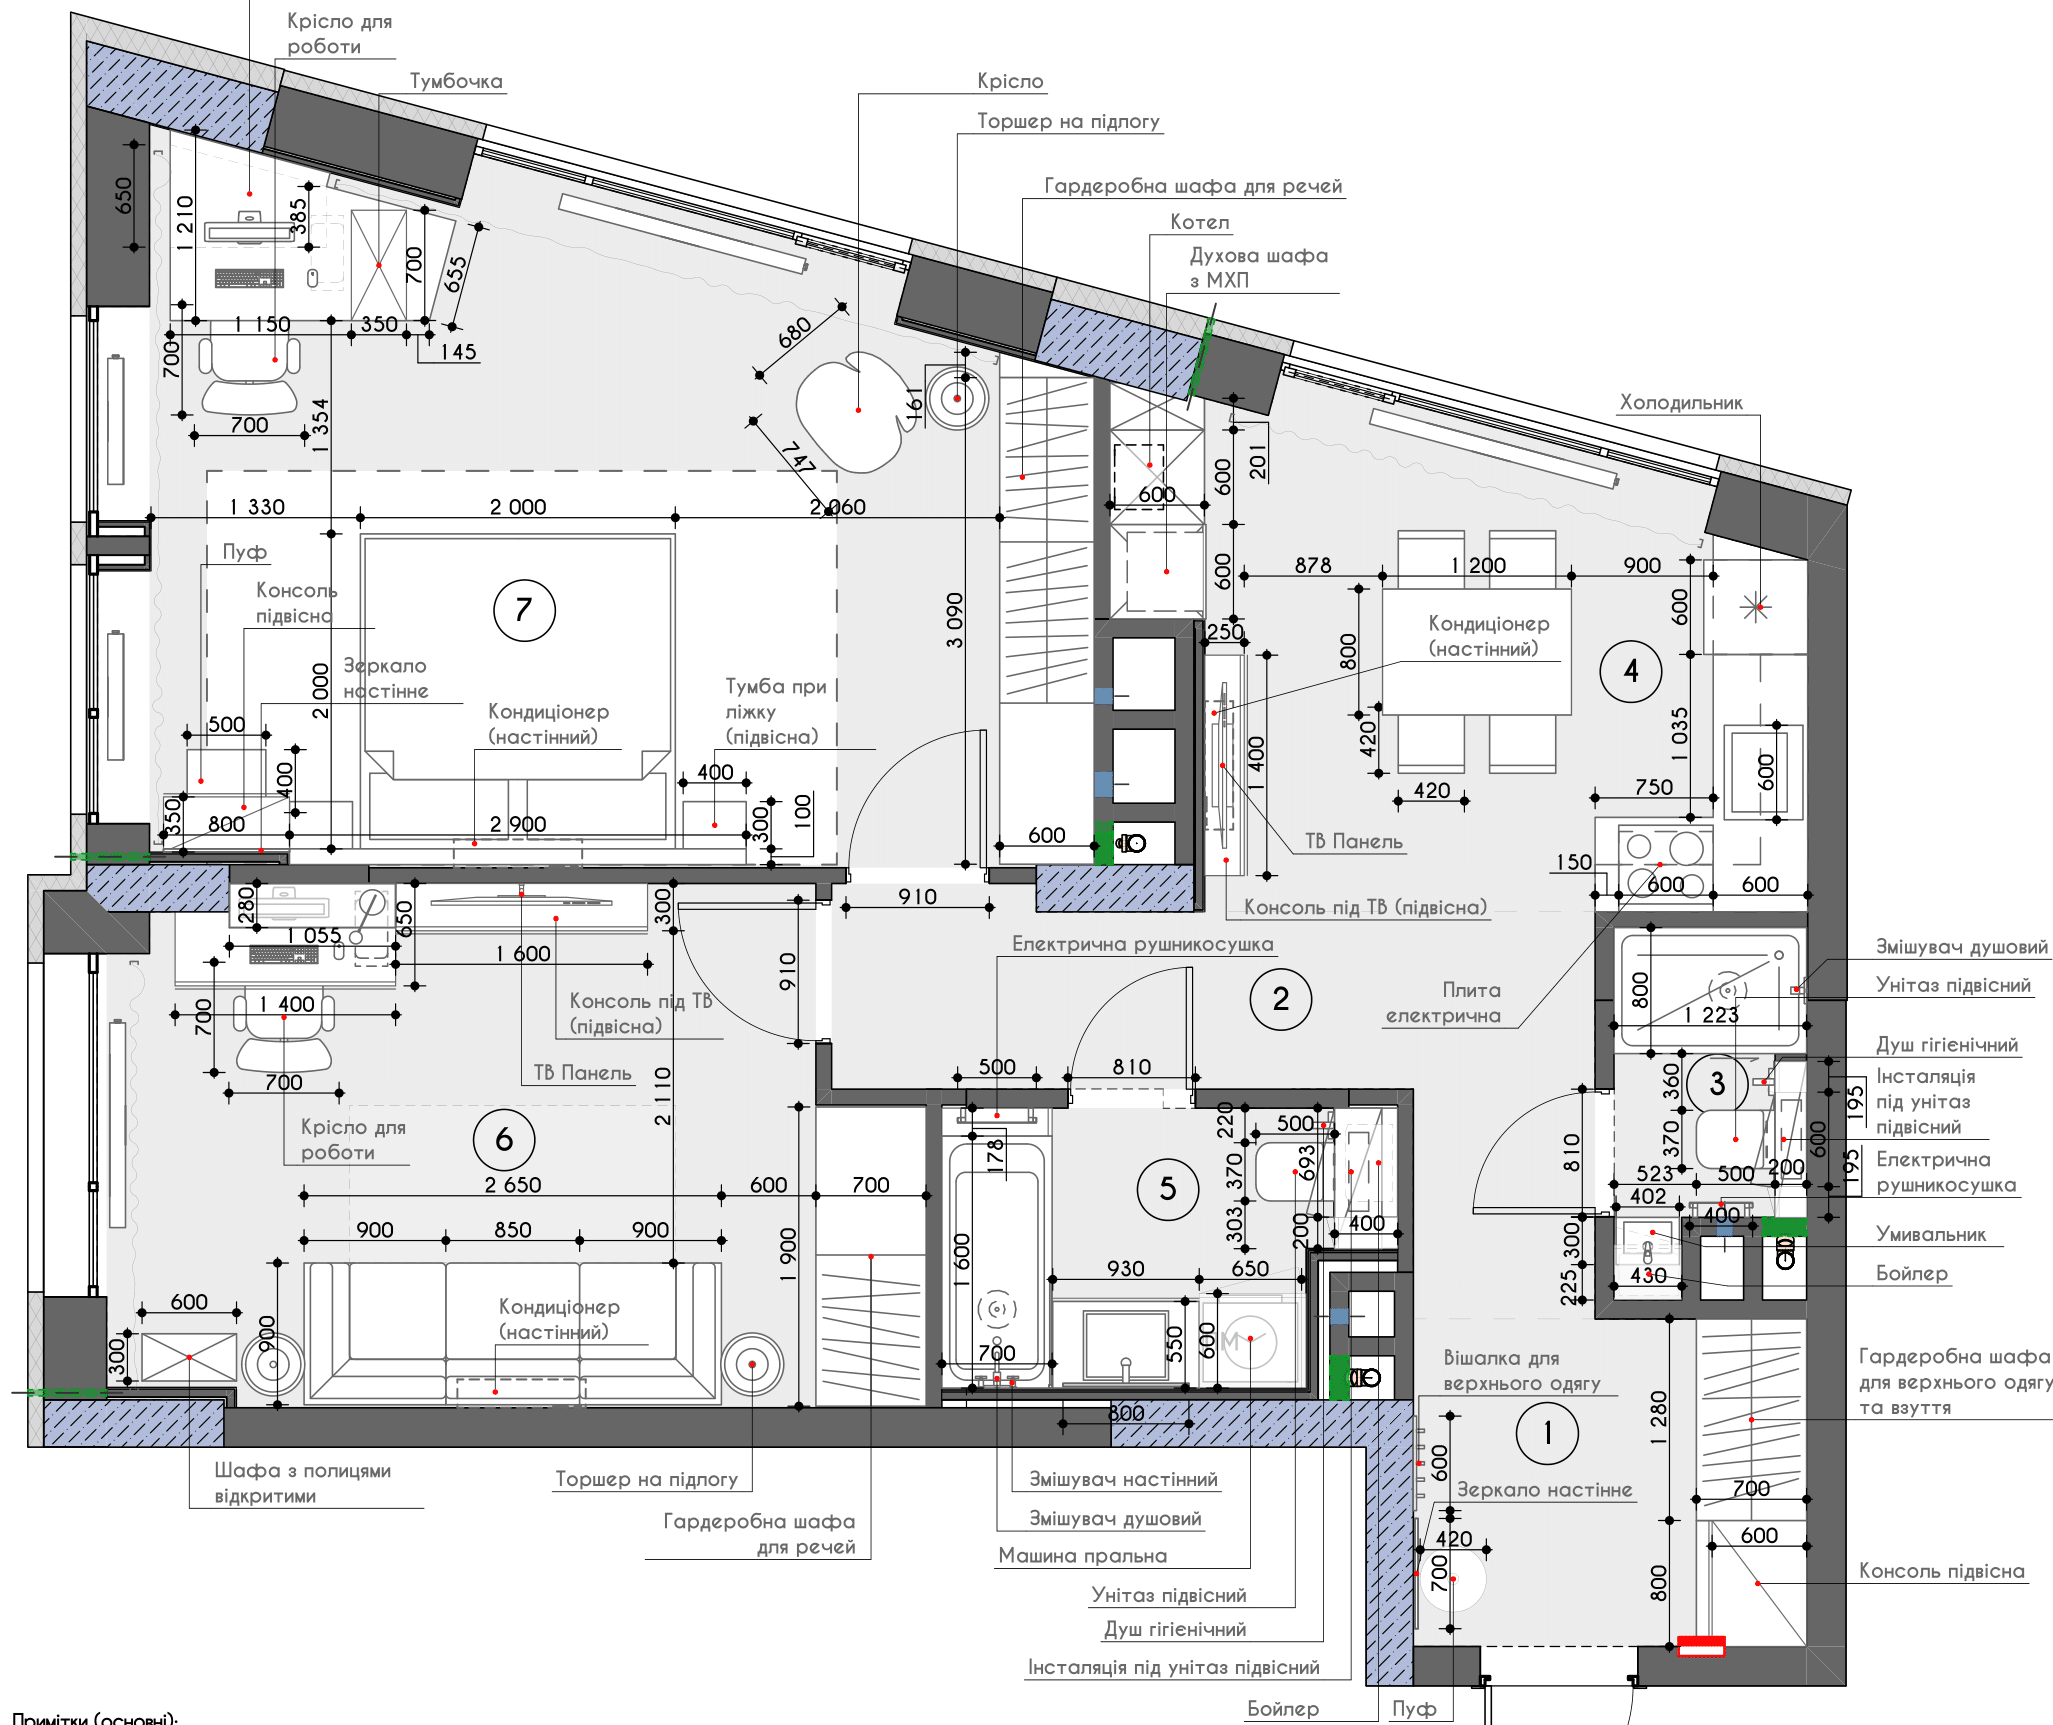 Крісло для
роботи
Тумбочка
Крісло
Торшер на підлогу
Гардеробна шафа для речей
Котел
Духова шафа
з МХП
Холодильник
650
1 210
385
700
655
1 150
350
145
700
700
1 354
680
747
161
201
600
600
600
1 330
2 000
2 060
878
1 200
900
Пуф
Консоль
підвісна
Зеркало
настінне
Кондиціонер
(настінний)
Тумба при
ліжку
(підвісна)
7
3 090
2 000
500
400
350
800
2 900
400
300
100
600
250
1 400
Кондиціонер
(настінний)
800
420
420
4
600
1 035
600
750
150
600
600
ТВ Панель
Консоль під ТВ (підвісна)
910
280
650
300
1 055
1 600
1 400
700
700
910
Консоль під ТВ
(підвісна)
ТВ Панель
2 110
Електрична рушникосушка
2
Плита
електрична
Змішувач душовий
Унітаз підвісний
Душ гігієнічний
Інсталяція
під унітаз
підвісний
Електрична
рушникосушка
Умивальник
Бойлер
800
1 223
3
360
370
195
600
195
523
500
200
402
400
300
225
430
810
500
810
Крісло для
роботи
6
2 650
600
700
900
850
900
1 900
600
300
900
Кондиціонер
(настінний)
178
1 600
5
220
500
370
693
303
200
400
930
650
700
550
600
800
Вішалка для
верхнього одягу
1
600
Зеркало настінне
420
700
1 280
700
600
800
Гардеробна шафа
для верхнього одягу
та взуття
Консоль підвісна
Шафа з полицями
відкритими
Торшер на підлогу
Гардеробна шафа
для речей
Змішувач настінний
Змішувач душовий
Машина пральна
Унітаз підвісний
Душ гігієнічний
Інсталяція під унітаз підвісний
Бойлер
Пуф
Примітки (основні):